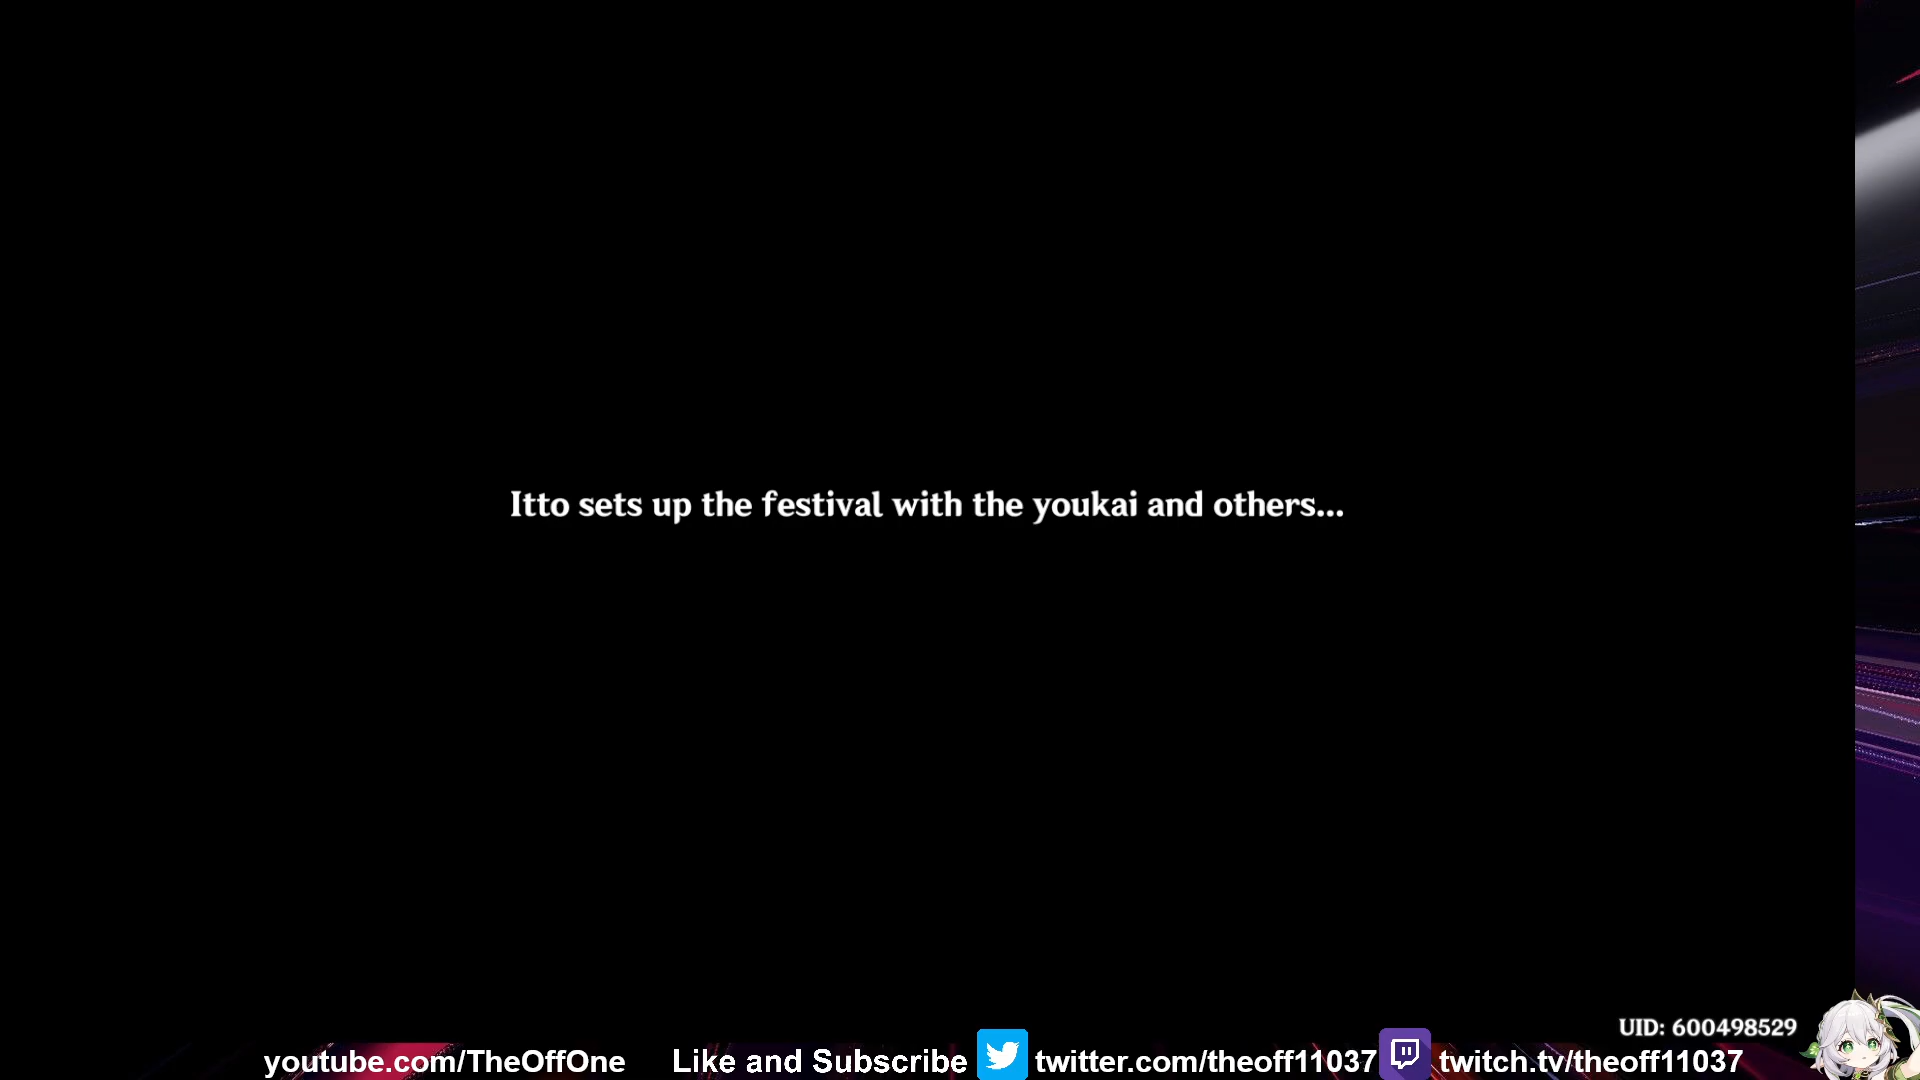 Itto sets up the festival with the youkai and others...
UID: 600498529
youtube.com/TheOffOne Like and Subscribe twitter.com/theoff11037 twitch.tv/theoff11037